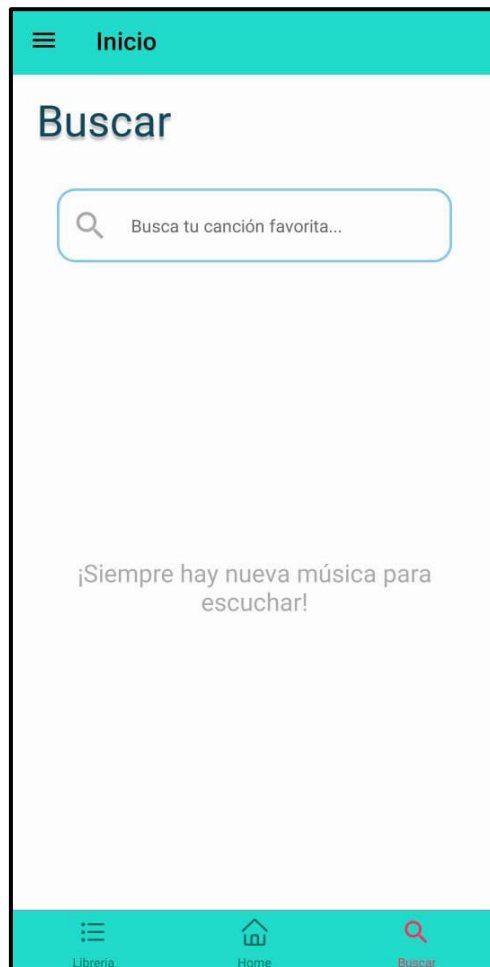 Inicio
Buscar
Busca tu canción favorita...
¡Siempre hay nueva música para
escuchar!
Libreria
Home
Buscar